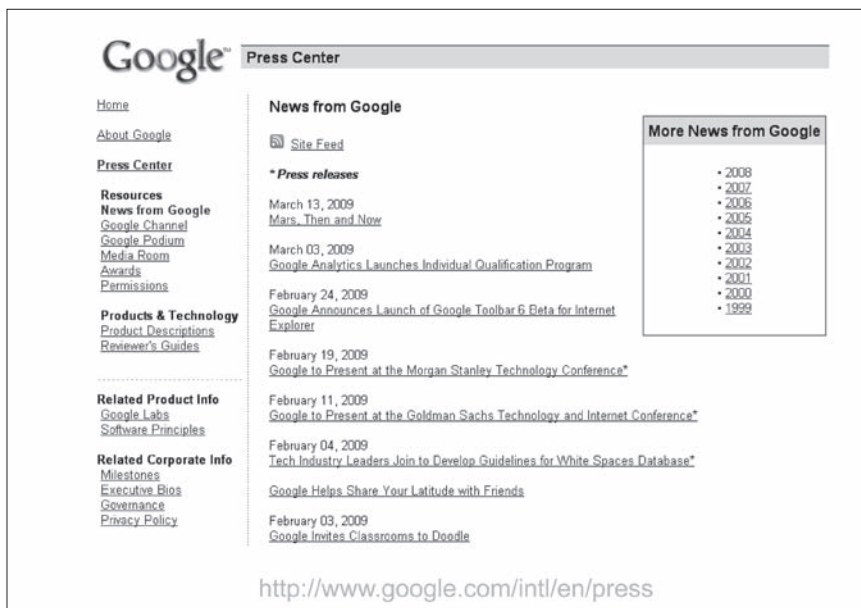 Google™
Press Center
Home
About Google
Press Center
Resources
News from Google
Google Channel
Google Podium
Media Room
Awards
Permissions
Products & Technology
Product Descriptions
Reviewer's Guides
Related Product Info
Google Labs
Software Principles
Related Corporate Info
Milestones
Executive Bios
Governance
Privacy Policy
News from Google
Site Feed
* Press releases
March 13, 2009
Mars, Then and Now
March 03, 2009
Google Analytics Launches Individual Qualification Program
February 24, 2009
Google Announces Launch of Google Toolbar 6 Beta for Internet
Explorer
February 19, 2009
Google to Present at the Morgan Stanley Technology Conference*
February 11, 2009
Google to Present at the Goldman Sachs Technology and Internet Conference*
February 04, 2009
Tech Industry Leaders Join to Develop Guidelines for White Spaces Database*
Google Helps Share Your Latitude with Friends
February 03, 2009
Google Invites Classrooms to Doodle
More News from Google
• 2008
• 2007
• 2006
• 2005
• 2004
• 2003
• 2002
• 2001
• 2000
• 1999
http://www.google.com/intl/en/press